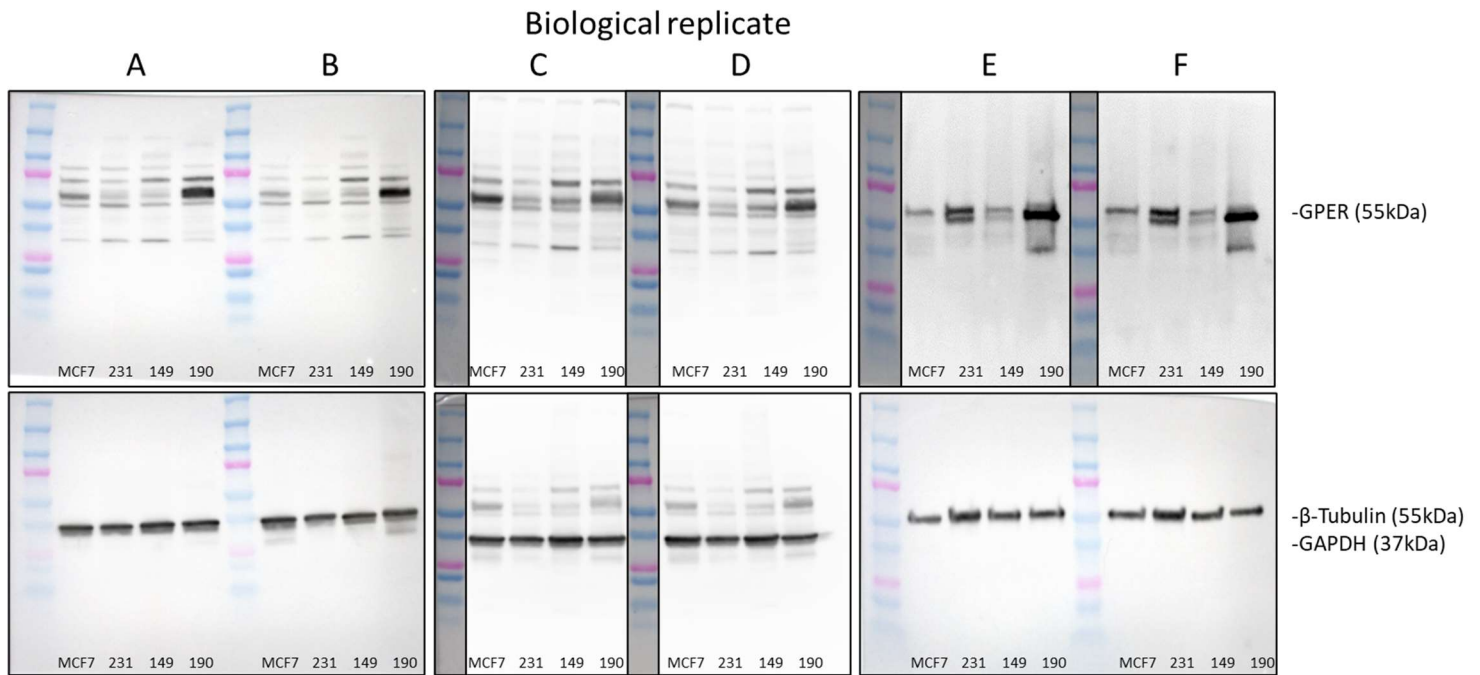 Biological replicate
A B C D E F
-GPER (55kDa)
MCF7 231 149 190 MCF7 231 149 190 MCF7 231 149 190 MCF7 231 149 190 MCF7 231 149 190 MCF7 231 149 190
-β-Tubulin (55kDa)
-GAPDH (37kDa)
MCF7 231 149 190 MCF7 231 149 190 MCF7 231 149 190 MCF7 231 149 190 MCF7 231 149 190 MCF7 231 149 190